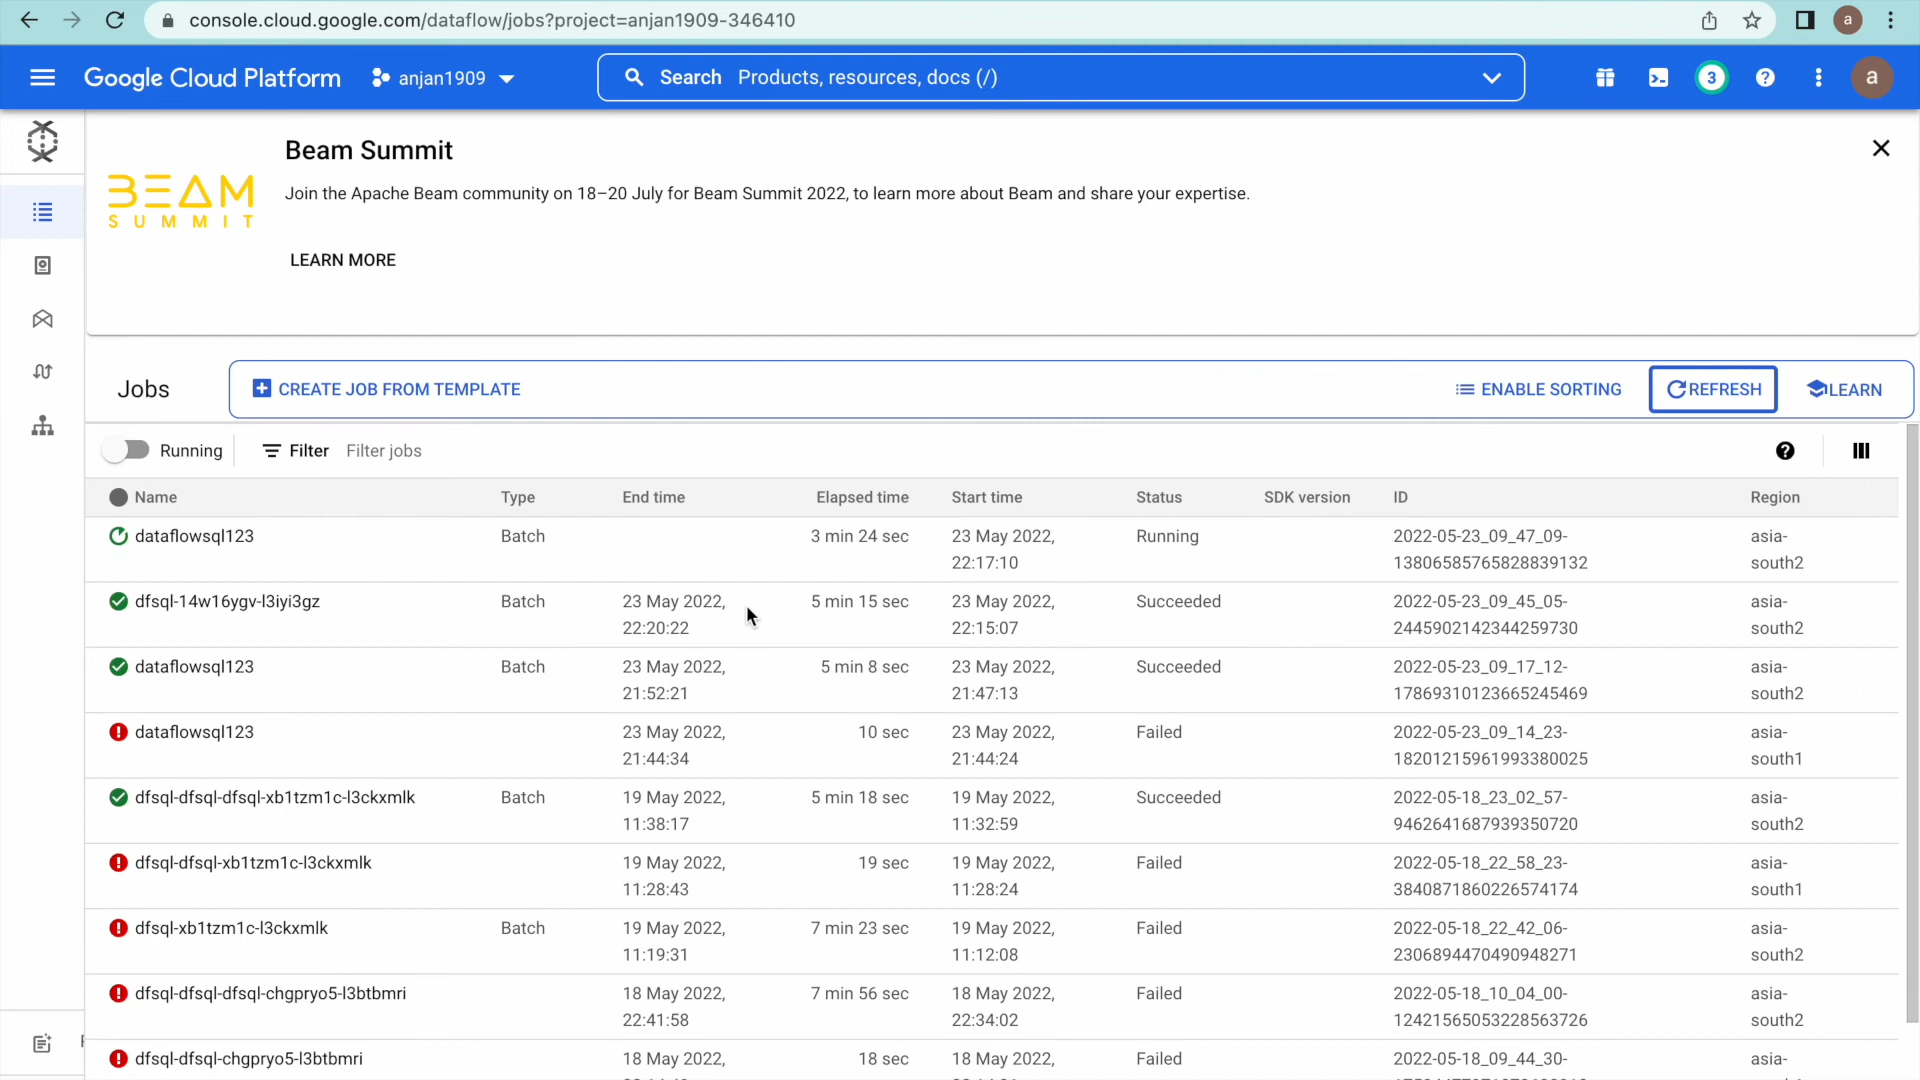 console.cloud.google.com/dataflow/jobs?project=anjan1909-346410
a
Google Cloud Platform anjan1909 Search Products, resources, docs (/) 3 a
BEAM
SUMMIT
Beam Summit
Join the Apache Beam community on 18–20 July for Beam Summit 2022, to learn more about Beam and share your expertise.
LEARN MORE
Jobs CREATE JOB FROM TEMPLATE ENABLE SORTING REFRESH LEARN
Running Filter Filter jobs
Name Type End time Elapsed time Start time Status SDK version ID Region
dataflowsql123 Batch 3 min 24 sec 23 May 2022, Running 2022-05-23_09_47_09- asia-
22:17:10 13806585765828839132 south2
dfsql-14w16ygv-l3iyi3gz Batch 23 May 2022, 5 min 15 sec 23 May 2022, Succeeded 2022-05-23_09_45_05- asia-
22:20:22 22:15:07 2445902142344259730 south2
dataflowsql123 Batch 23 May 2022, 5 min 8 sec 23 May 2022, Succeeded 2022-05-23_09_17_12- asia-
21:52:21 21:47:13 17869310123665245469 south2
dataflowsql123 23 May 2022, 10 sec 23 May 2022, Failed 2022-05-23_09_14_23- asia-
21:44:34 21:44:24 18201215961993380025 south1
dfsql-dfsql-dfsql-xb1tzm1c-l3ckxmlk Batch 19 May 2022, 5 min 18 sec 19 May 2022, Succeeded 2022-05-18_23_02_57- asia-
11:38:17 11:32:59 9462641687939350720 south2
dfsql-dfsql-xb1tzm1c-l3ckxmlk 19 May 2022, 19 sec 19 May 2022, Failed 2022-05-18_22_58_23- asia-
11:28:43 11:28:24 3840871860226574174 south1
dfsql-xb1tzm1c-l3ckxmlk Batch 19 May 2022, 7 min 23 sec 19 May 2022, Failed 2022-05-18_22_42_06- asia-
11:19:31 11:12:08 2306894470490948271 south2
dfsql-dfsql-dfsql-chgpryo5-l3btbmri 18 May 2022, 7 min 56 sec 18 May 2022, Failed 2022-05-18_10_04_00- asia-
22:41:58 22:34:02 12421565053228563726 south2
dfsql-dfsql-chgpryo5-l3btbmri 18 May 2022, 18 sec 18 May 2022, Failed 2022-05-18_09_44_30- asia-